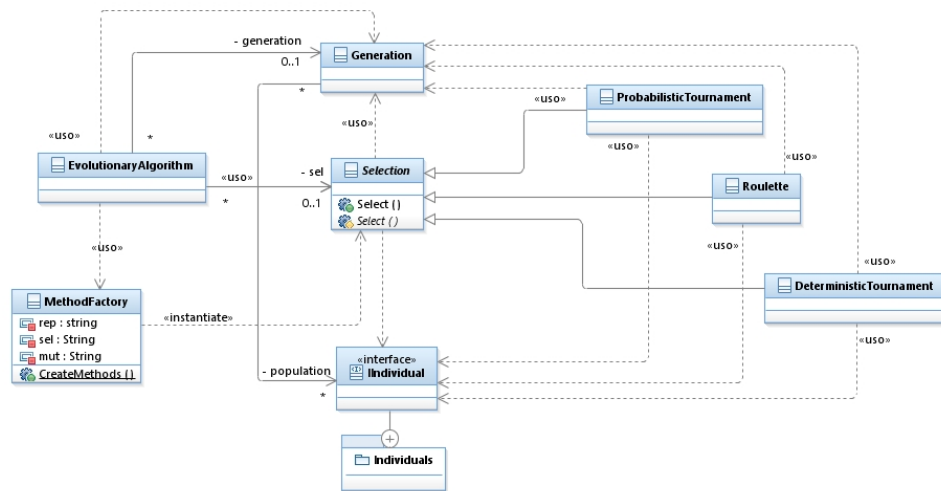 - generation
Generation
0..1
*
ProbabilisticTournament
«uso»
«uso»
«uso»
«uso»
«uso»
*
EvolutionaryAlgorithm
«uso»
- sel
Selection
Roulette
*
0..1
Select ( )
Select ( )
«uso»
«uso»
«uso»
DeterministicTournament
MethodFactory
rep : string
«instantiate»
sel : String
mut : String
«uso»
CreateMethods ( )
«interface»
IIndividual
- population
*
Individuals